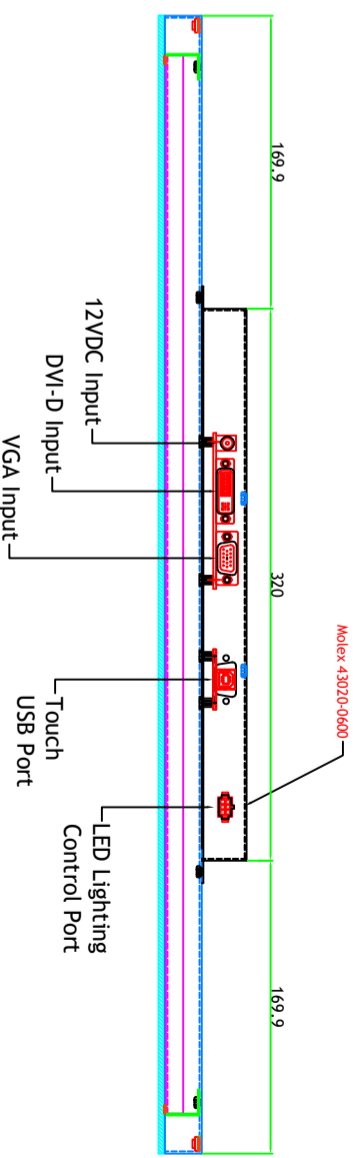 169.9
320
169.9
Molex 43020-0600
12VDC Input
DVI-D Input
VGA Input
Touch
USB Port
LED Lighting
Control Port